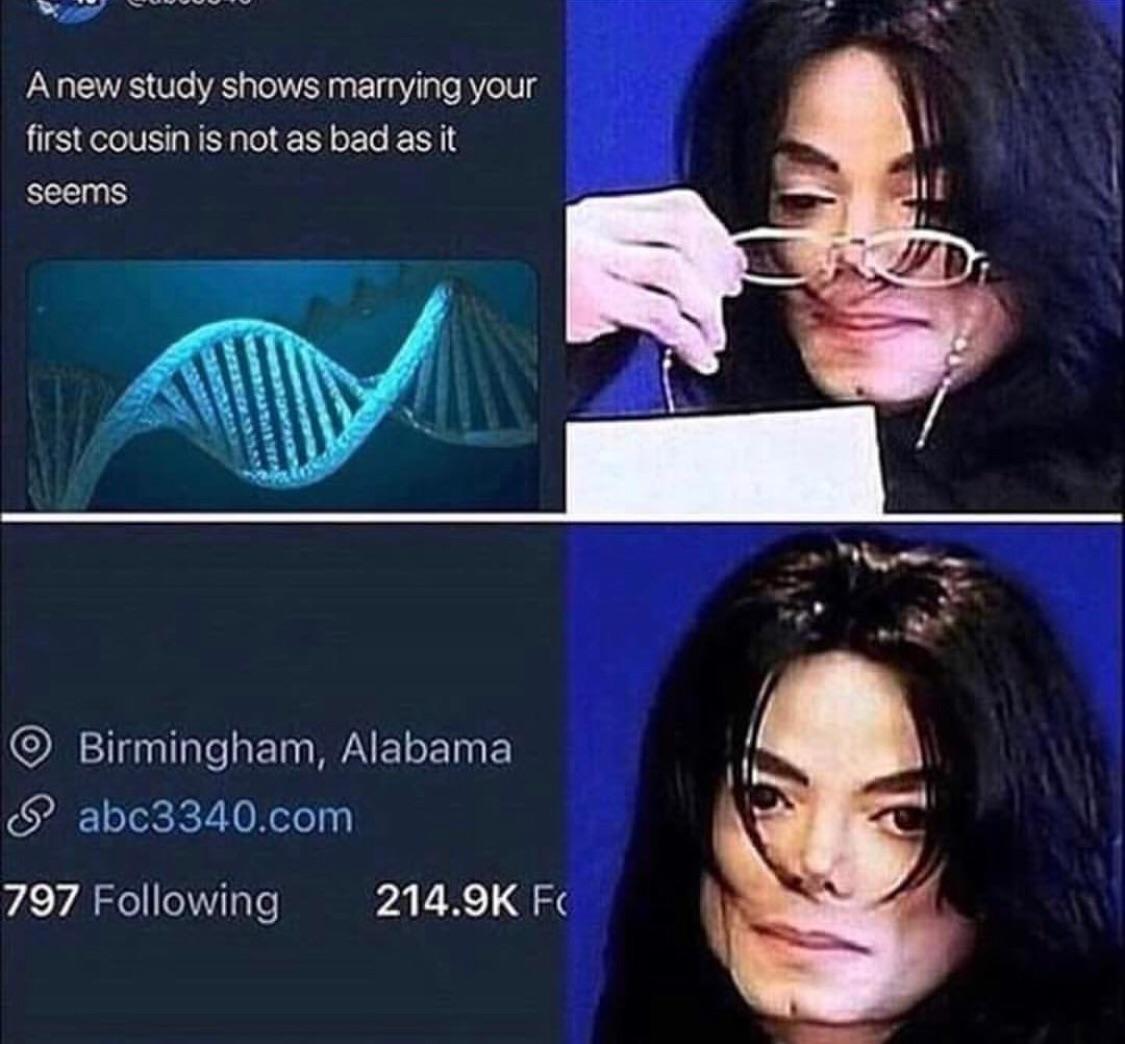 A new study shows marrying your
first cousin is not as bad as it
seems
Birmingham, Alabama
abc3340.com
797 Following 214.9K